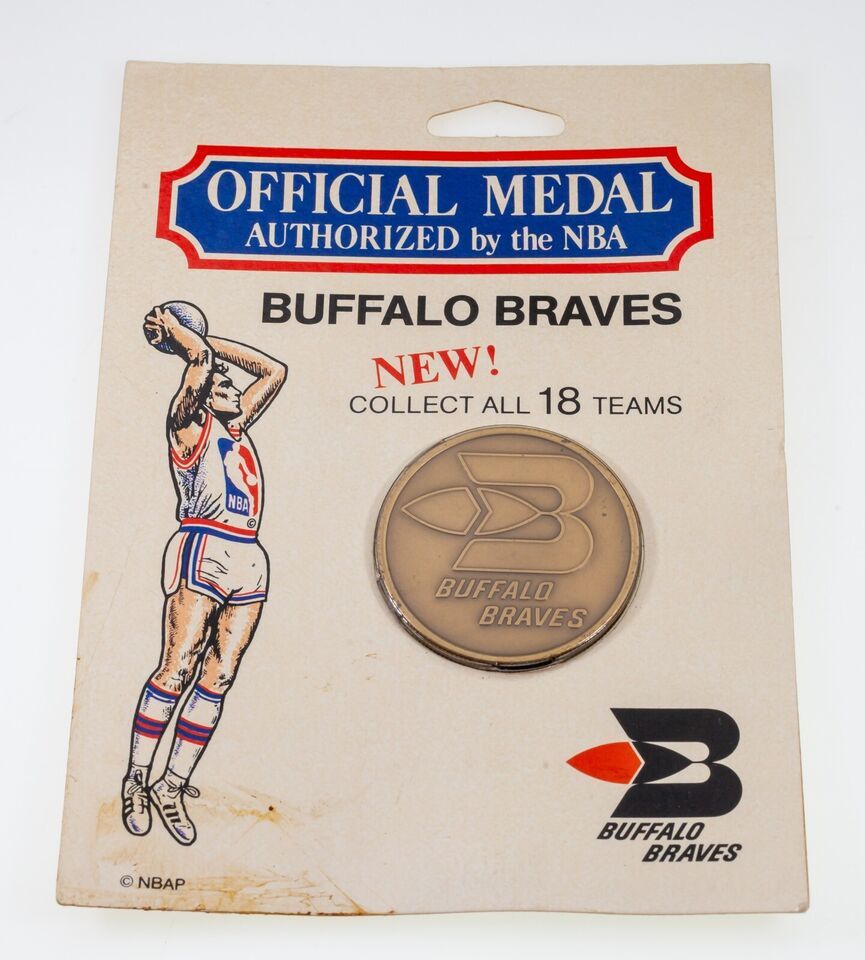 OFFICIAL MEDAL
AUTHORIZED by the NBA
BUFFALO BRAVES
NEW!
COLLECT ALL 18 TEAMS
NBA
©
B
BUFFALO
BRAVES
B
BUFFALO
BRAVES
© NBAP